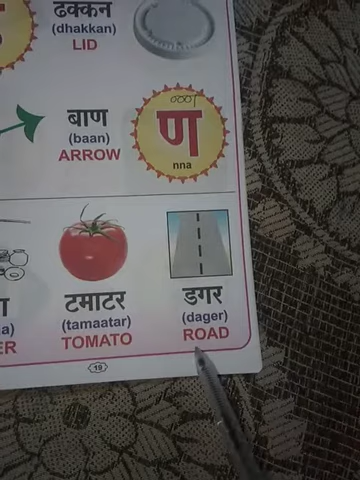 ढक्कन
(dhakkan)
LID
बाण
(baan)
ARROW
ण
nna
टमाटर
(tamaatar)
TOMATO
डगर
(dager)
ROAD
19